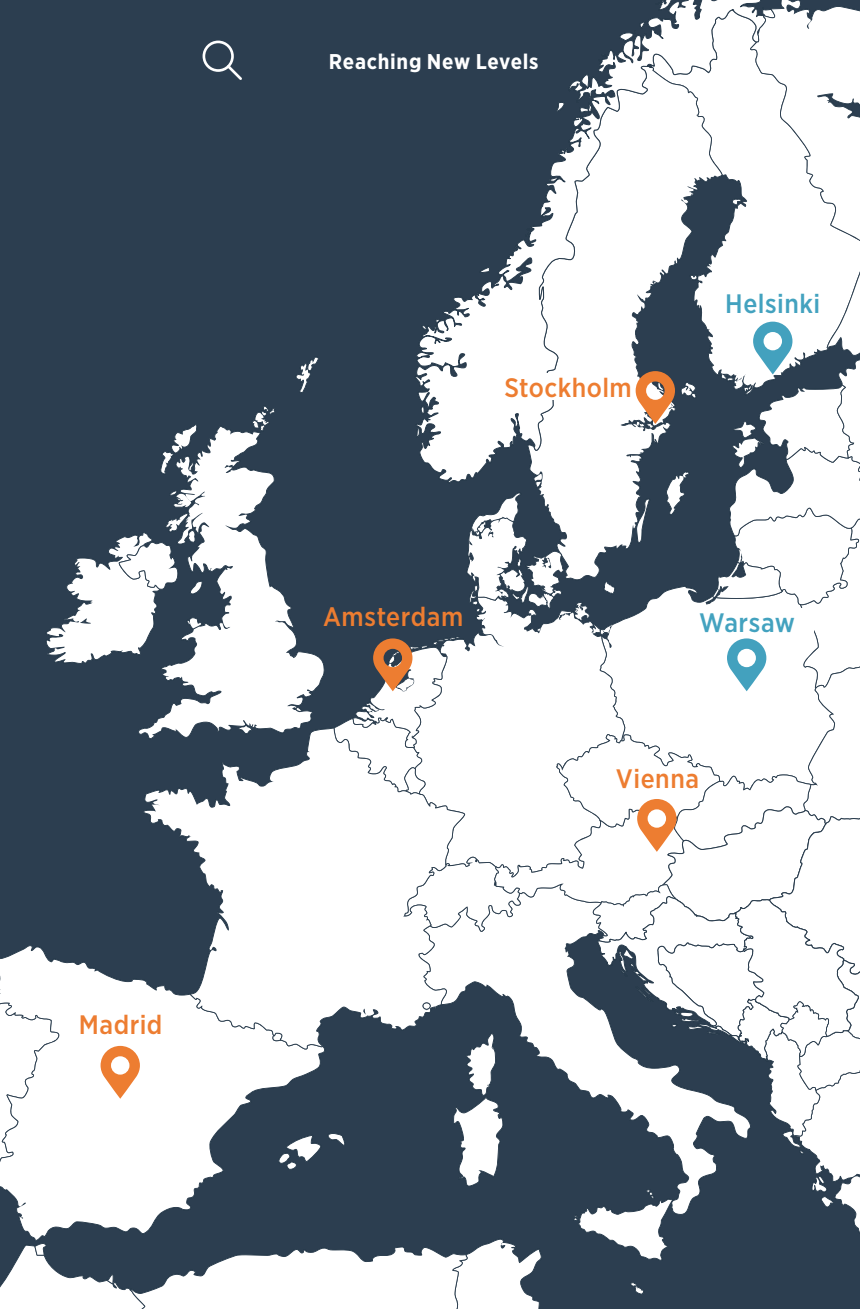 Reaching New Levels
Helsinki
Stockholm
Amsterdam
Warsaw
Vienna
Madrid